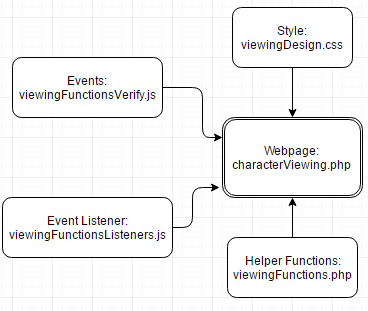 Style:
viewingDesign.css
Events:
viewingFunctionsVerify.js
Webpage:
characterViewing.php
Event Listener:
viewingFunctionsListeners.js
Helper Functions:
viewingFunctions.php